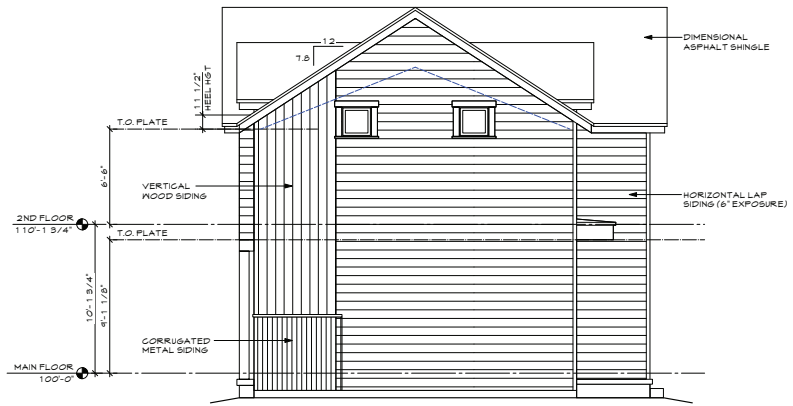 12
7.8
DIMENSIONAL
ASPHALT SHINGLE
11 1/2"
HEEL HGT
T.O. PLATE
6'-6"
VERTICAL
WOOD SIDING
HORIZONTAL LAP
SIDING (6" EXPOSURE)
2ND FLOOR
110'-1 3/4"
T.O. PLATE
10'-1 3/4"
9'-1 1/8"
CORRUGATED
METAL SIDING
MAIN FLOOR
100'-0"